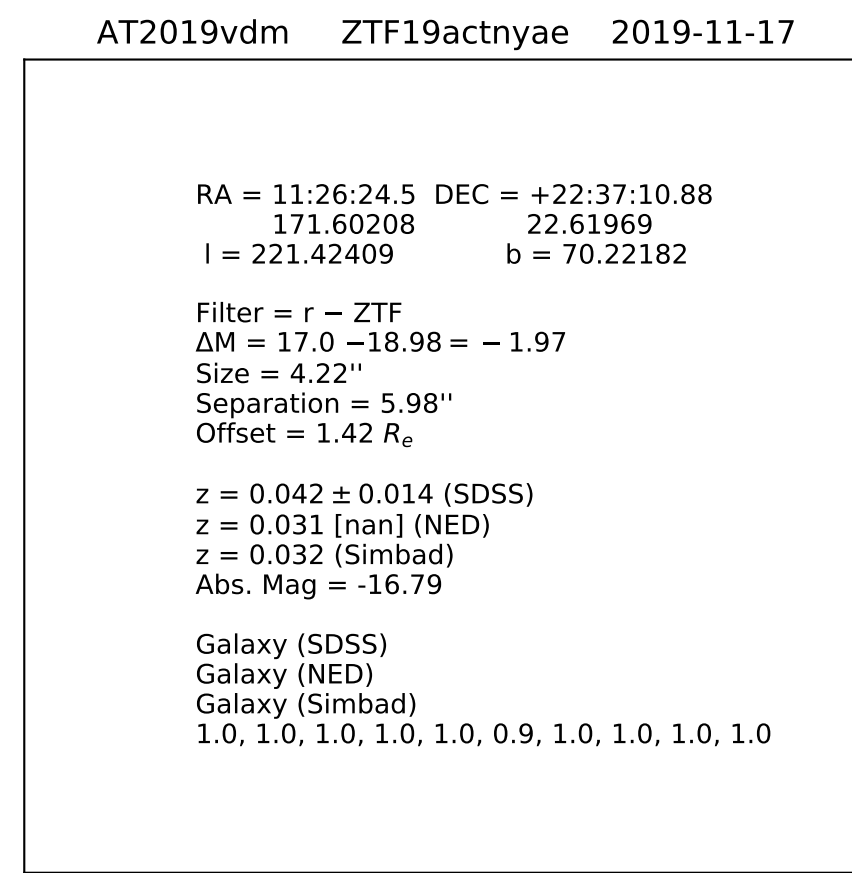 AT2019vdm ZTF19actnyae 2019-11-17
RA = 11:26:24.5 DEC = +22:37:10.88
171.60208 22.61969
l = 221.42409 b = 70.22182
Filter = r − ZTF
ΔM = 17.0 −18.98 = − 1.97
Size = 4.22''
Separation = 5.98''
Offset = 1.42 Rₑ
z = 0.042 ± 0.014 (SDSS)
z = 0.031 [nan] (NED)
z = 0.032 (Simbad)
Abs. Mag = -16.79
Galaxy (SDSS)
Galaxy (NED)
Galaxy (Simbad)
1.0, 1.0, 1.0, 1.0, 1.0, 0.9, 1.0, 1.0, 1.0, 1.0